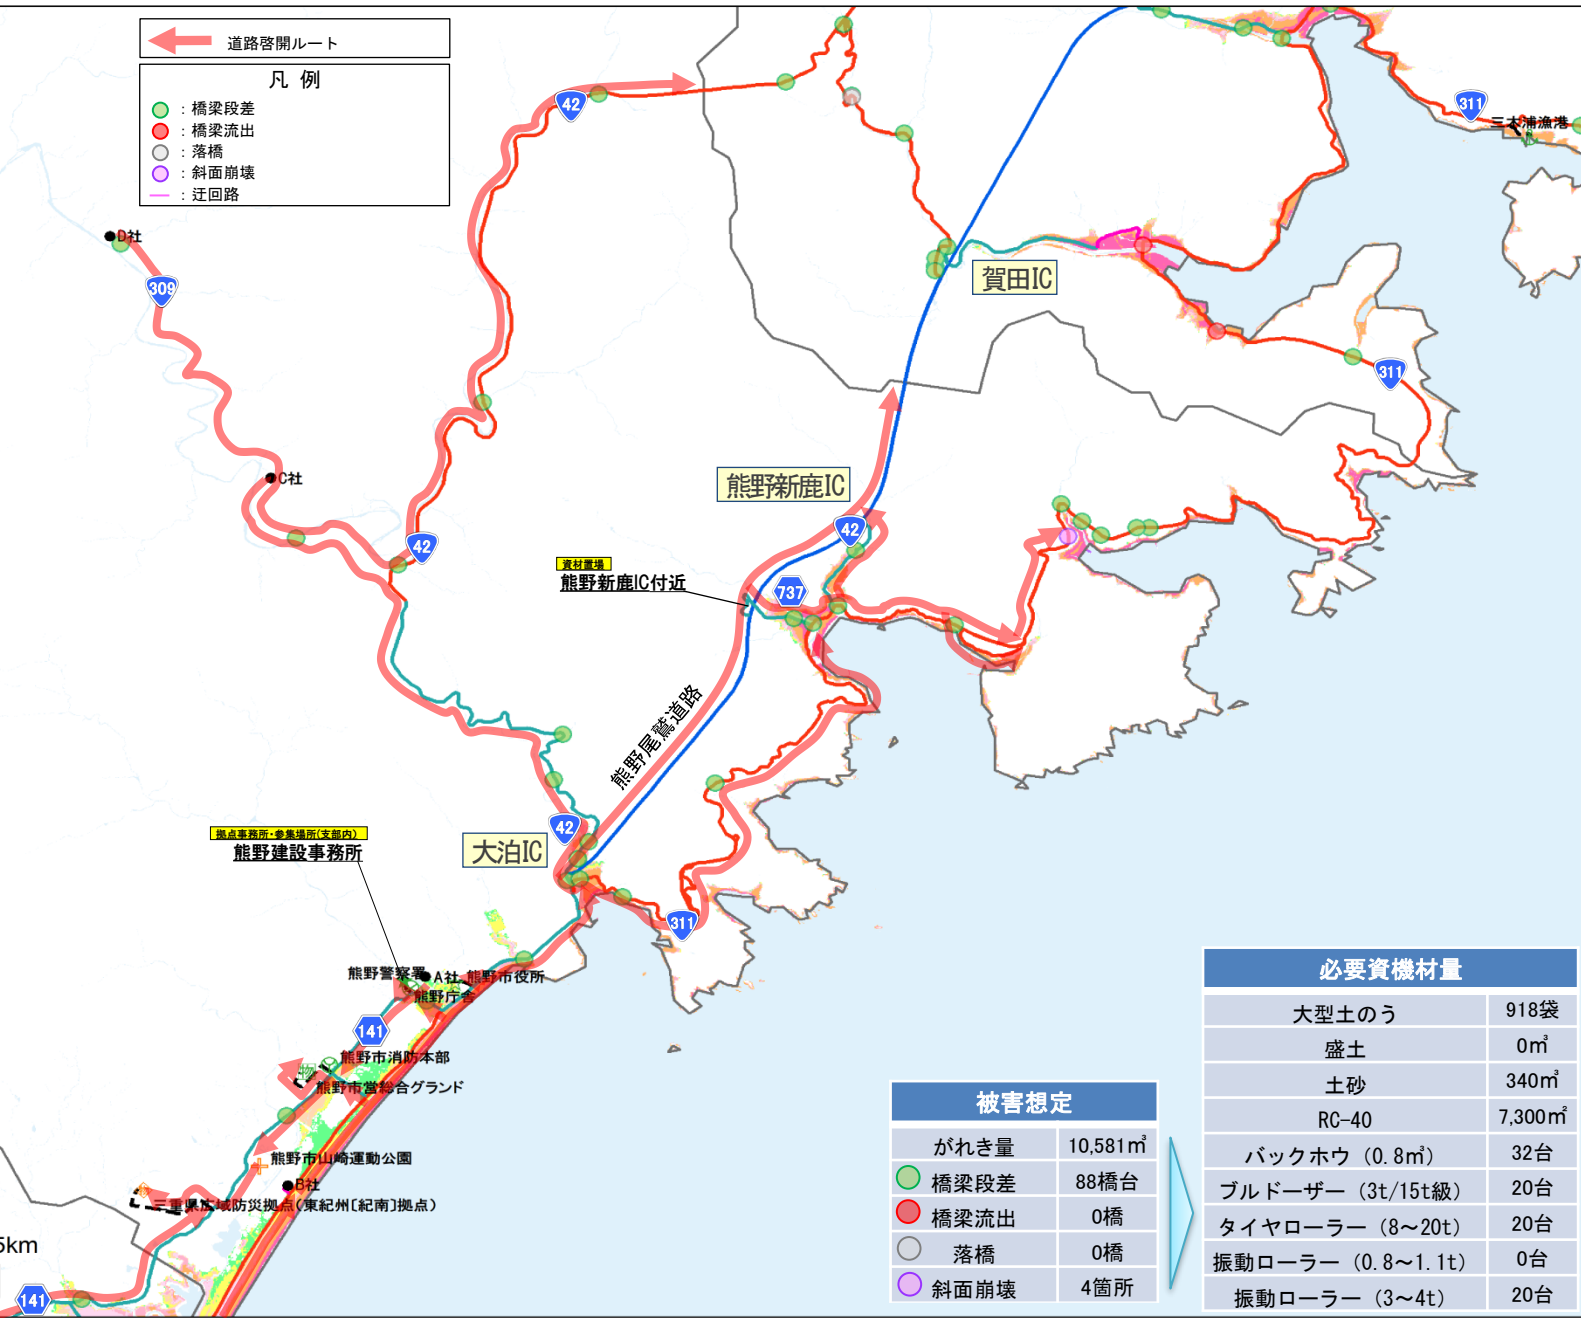 道路啓開ルート
凡 例
：橋梁段差
：橋梁流出
：落橋
：斜面崩壊
：迂回路
42
311
三木浦漁港
D社
309
賀田IC
311
熊野新鹿IC
C社
42
42
資材置場
熊野新鹿IC付近
737
熊野尾鷲道路
拠点事務所・参集場所(支部内)
熊野建設事務所
42
大泊IC
311
熊野警察署
A社
熊野市役所
熊野庁舎
141
熊野市消防本部
物
熊野市営総合グランド
熊野市山崎運動公園
B社
三重県広域防災拠点(東紀州[紀南]拠点)
5km
141
被害想定
がれき量 10,581㎥
橋梁段差 88橋台
橋梁流出 0橋
落橋 0橋
斜面崩壊 4箇所
必要資機材量
大型土のう 918袋
盛土 0㎥
土砂 340㎥
RC-40 7,300㎥
バックホウ（0.8㎥） 32台
ブルドーザー（3t/15t級） 20台
タイヤローラー（8～20t） 20台
振動ローラー（0.8～1.1t） 0台
振動ローラー（3～4t） 20台